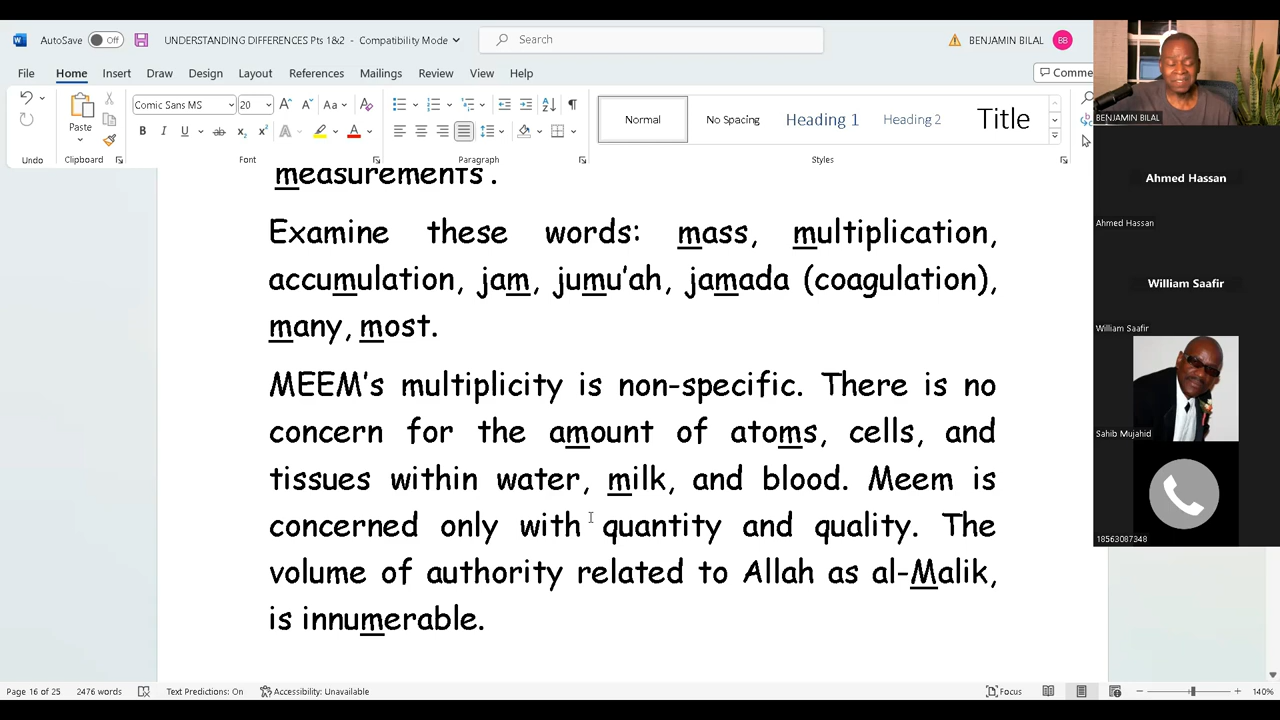 AutoSave Off UNDERSTANDING DIFFERENCES Pts 1&2 - Compatibility Mode Search BENJAMIN BILAL BB
File Home Insert Draw Design Layout References Mailings Review View Help Comme
Comic Sans MS 20 Normal No Spacing Heading 1 Heading 2 Title
Paste
Undo Clipboard Font Paragraph Styles
measurements'.
Examine these words: mass, multiplication,
accumulation, jam, jumu’ah, jamada (coagulation),
many, most.
MEEM’s multiplicity is non-specific. There is no
concern for the amount of atoms, cells, and
tissues within water, milk, and blood. Meem is
concerned only with quantity and quality. The
volume of authority related to Allah as al-Malik,
is innumerable.
Page 16 of 25 2476 words Text Predictions: On Accessibility: Unavailable Focus 140%
BENJAMIN BILAL
Ahmed Hassan
Ahmed Hassan
William Saafir
William Saafir
Sahib Mujahid
18563087348